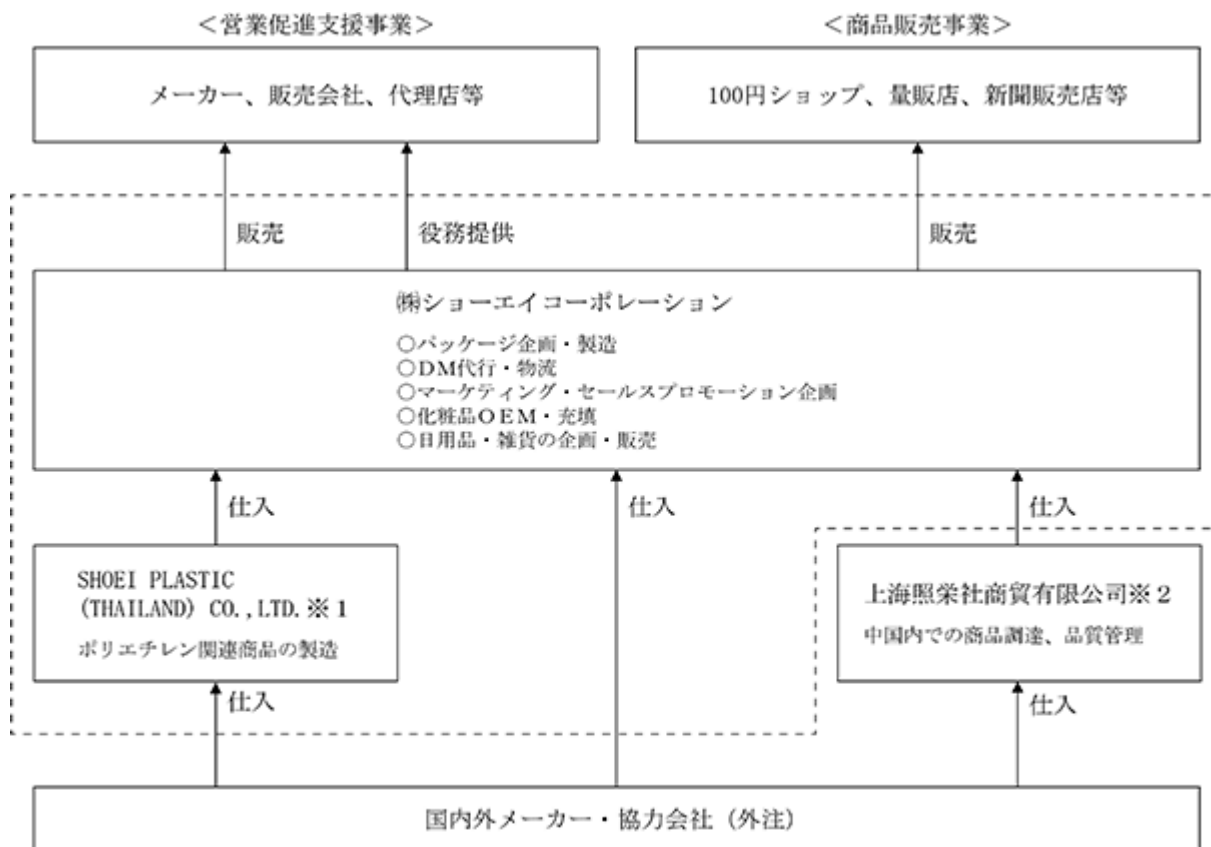 ＜営業促進支援事業＞
＜商品販売事業＞
メーカー、販売会社、代理店等
100円ショップ、量販店、新聞販売店等
販売
役務提供
販売
㈱ショーエイコーポレーション
○パッケージ企画・製造
○DM代行・物流
○マーケティング・セールスプロモーション企画
○化粧品ＯＥＭ・充填
○日用品・雑貨の企画・販売
仕入
仕入
仕入
SHOEI PLASTIC
(THAILAND) CO.,LTD.※１
ポリエチレン関連商品の製造
上海照栄社商貿有限公司※２
中国内での商品調達、品質管理
仕入
仕入
国内外メーカー・協力会社（外注）